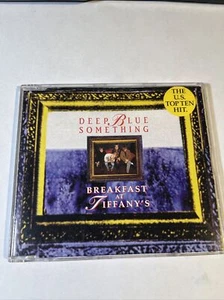 DEEP BLUE
SOMETHING
THE
U.S.
TOP TEN
HIT.
BREAKFAST
AT
TIFFANY'S